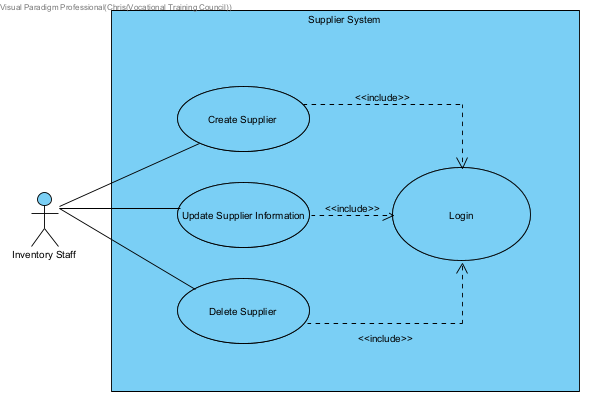 Visual Paradigm Professional(Chris(Vocational Training Council))
Supplier System
<<include>>
Create Supplier
<<include>>
Update Supplier Information
Login
Inventory Staff
Delete Supplier
<<include>>